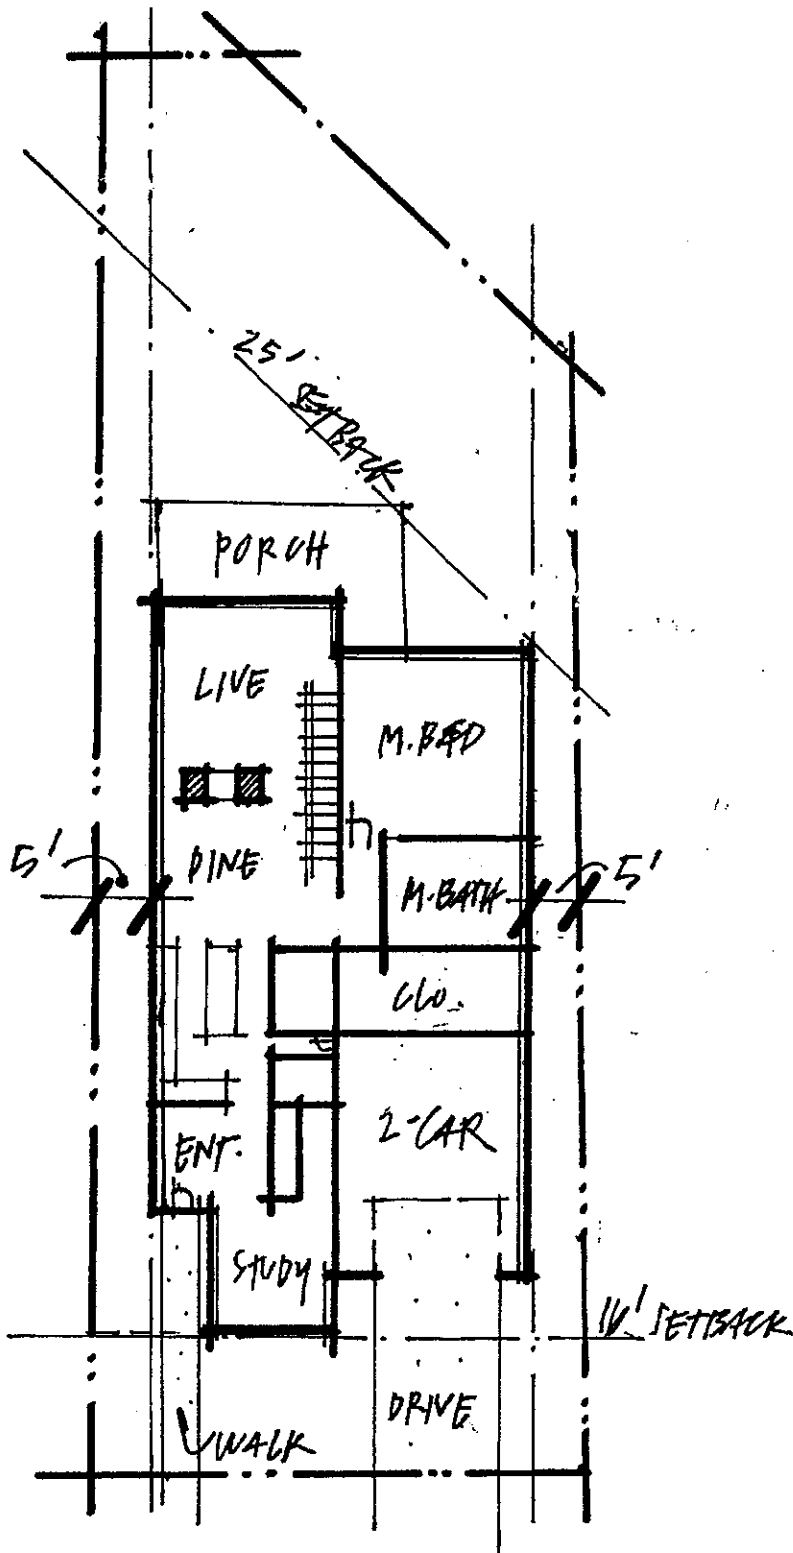 25' SETBACK
PORCH
LIVE
M.BED
5'
DINE
5'
M.BATH
CLO.
2-CAR
ENT.
STUDY
16' SETBACK
DRIVE
WALK